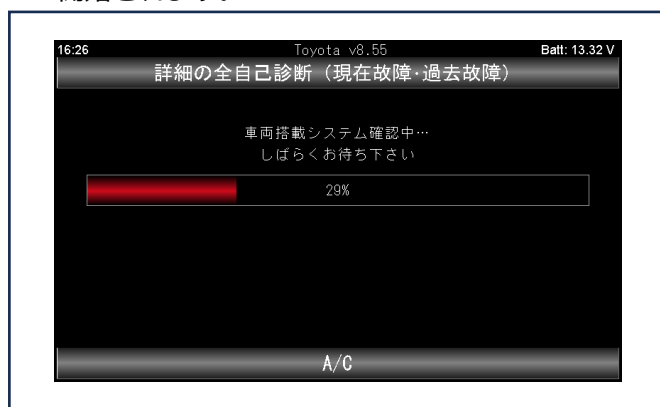 16:26 Toyota v8.55 Batt: 13.32 V
詳細の全自己診断（現在故障･過去故障）
車両搭載システム確認中…
しばらくお待ち下さい
29%
A/C